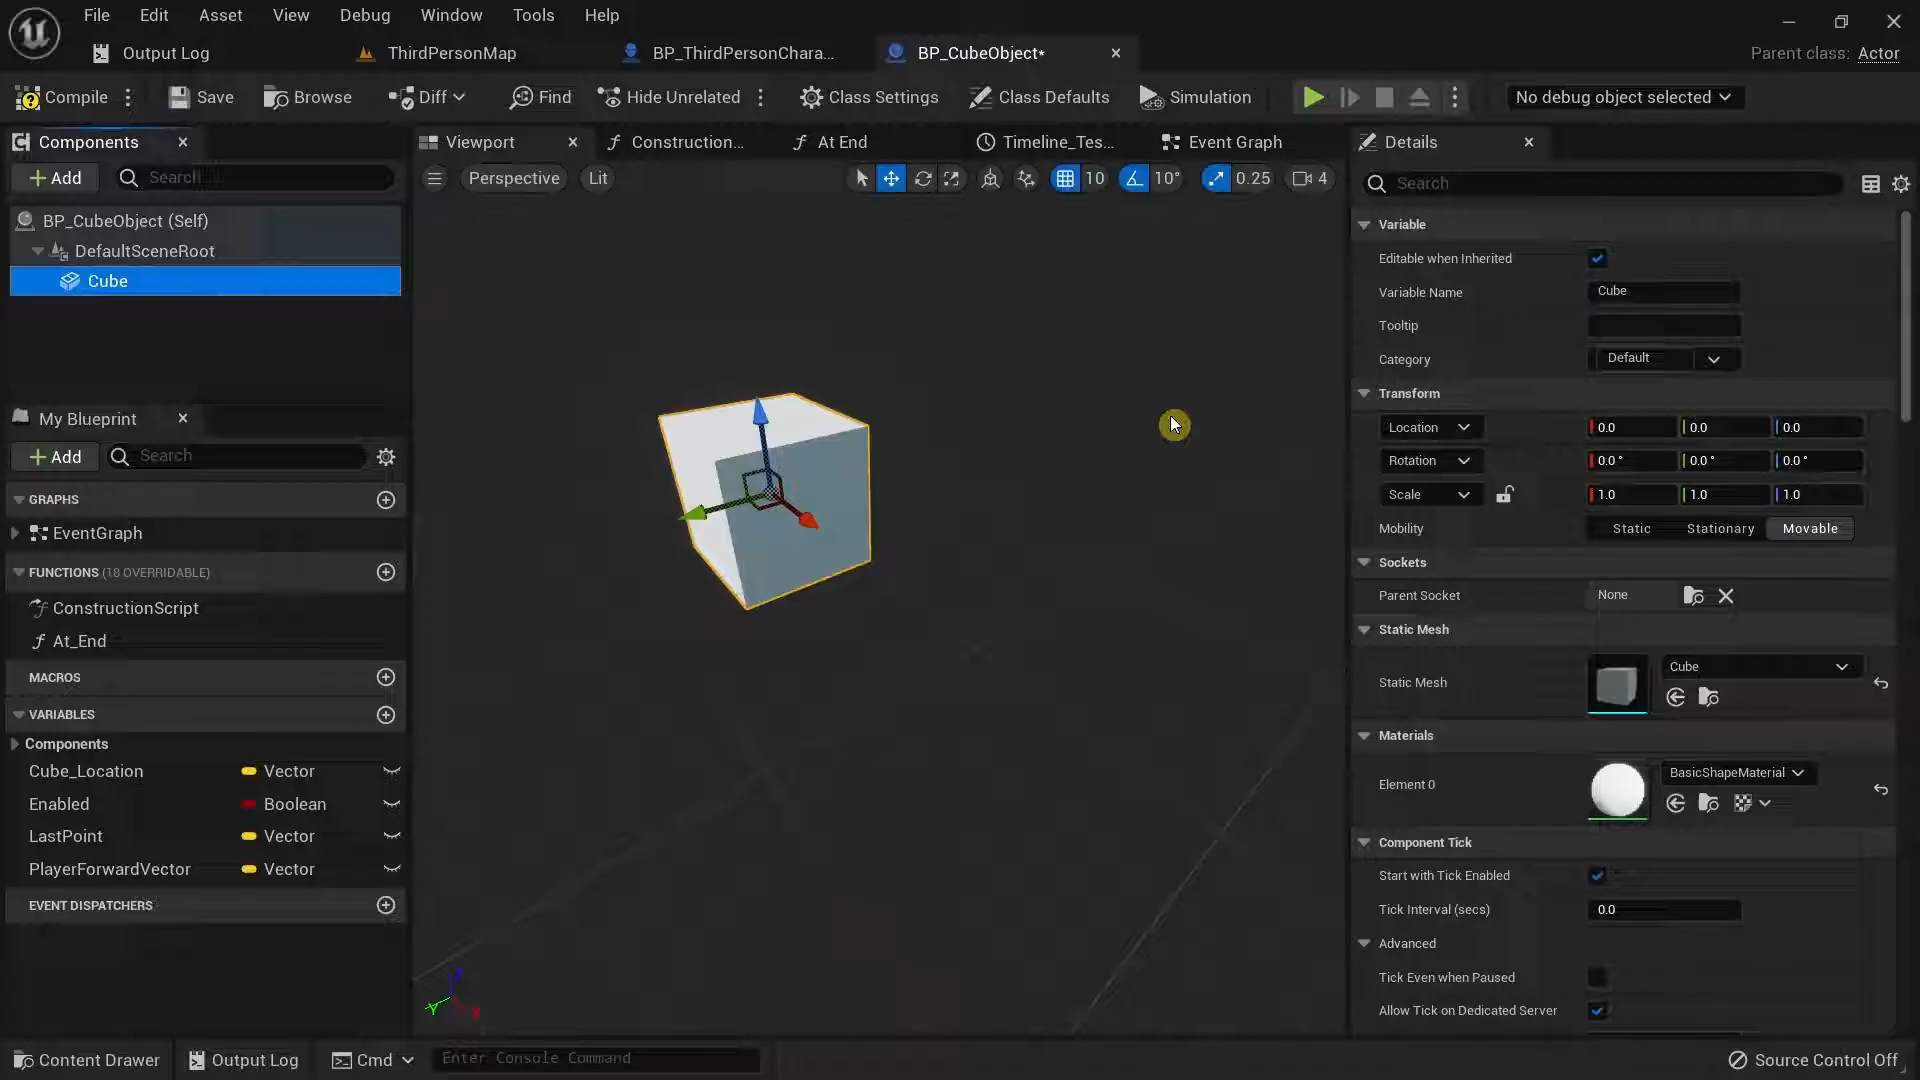 File Edit Asset View Debug Window Tools Help
Output Log ThirdPersonMap BP_ThirdPersonChara... BP_CubeObject* Parent class: Actor
Compile Save Browse Diff Find Hide Unrelated Class Settings Class Defaults Simulation No debug object selected
Components Viewport Construction... At End Timeline_Tes... Event Graph Details
Add Search Perspective Lit 10 10° 0.25 4 Search
BP_CubeObject (Self)
DefaultSceneRoot
Cube
My Blueprint
Add Search
GRAPHS
EventGraph
FUNCTIONS (18 OVERRIDABLE)
ConstructionScript
At_End
MACROS
VARIABLES
Components
Cube_Location Vector
Enabled Boolean
LastPoint Vector
PlayerForwardVector Vector
EVENT DISPATCHERS
Z
Y X
Variable
Editable when Inherited
Variable Name Cube
Tooltip
Category Default
Transform
Location 0.0 0.0 0.0
Rotation 0.0° 0.0° 0.0°
Scale 1.0 1.0 1.0
Mobility Static Stationary Movable
Sockets
Parent Socket None
Static Mesh
Static Mesh Cube
Materials
Element 0 BasicShapeMaterial
Component Tick
Start with Tick Enabled
Tick Interval (secs) 0.0
Advanced
Tick Even when Paused
Allow Tick on Dedicated Server
Content Drawer Output Log Cmd Enter Console Command Source Control Off